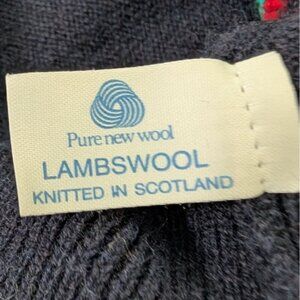 Pure new wool
LAMBSWOOL
KNITTED IN SCOTLAND